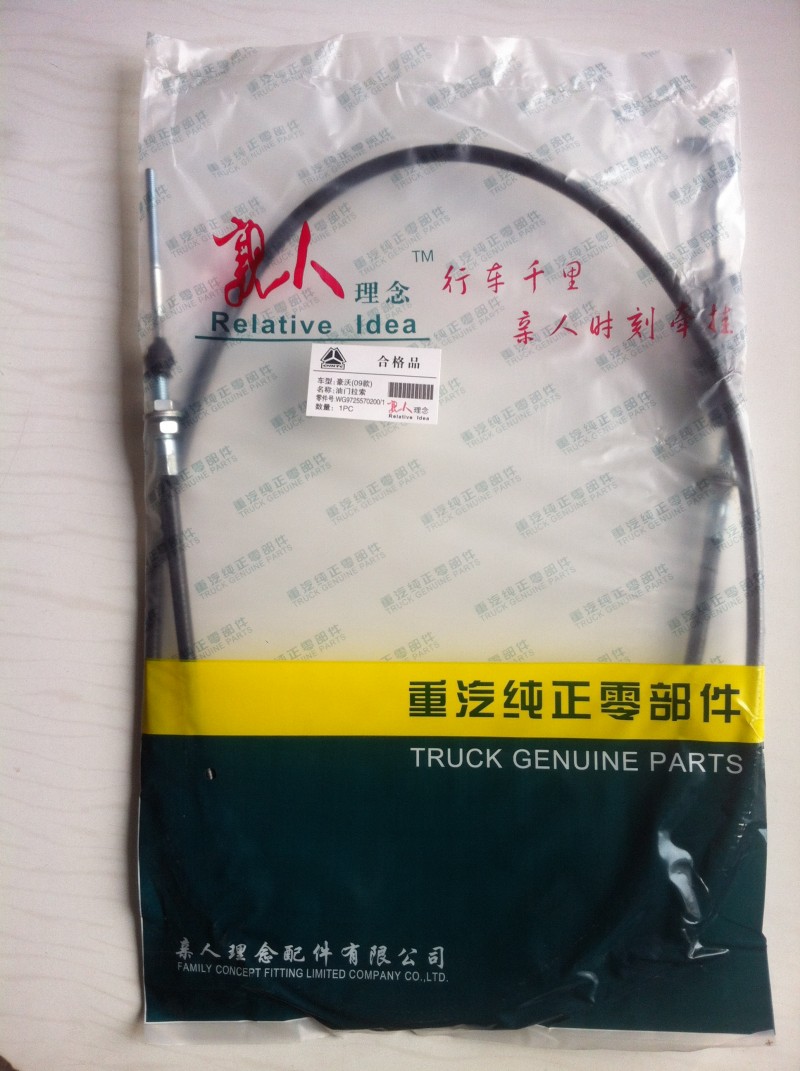 亲人
TM
理念
Relative Idea
行车千里
亲人时刻牵挂
合格品
车型:豪沃(09款)
名称:油门拉索
零件号:WG9725570200/1
数量: 1PC
亲人理念
Relative Idea
重汽纯正零部件
TRUCK GENUINE PARTS
重汽纯正零部件
TRUCK GENUINE PARTS
亲人理念配件有限公司
FAMILY CONCEPT FITTING LIMITED COMPANY CO.,LTD.